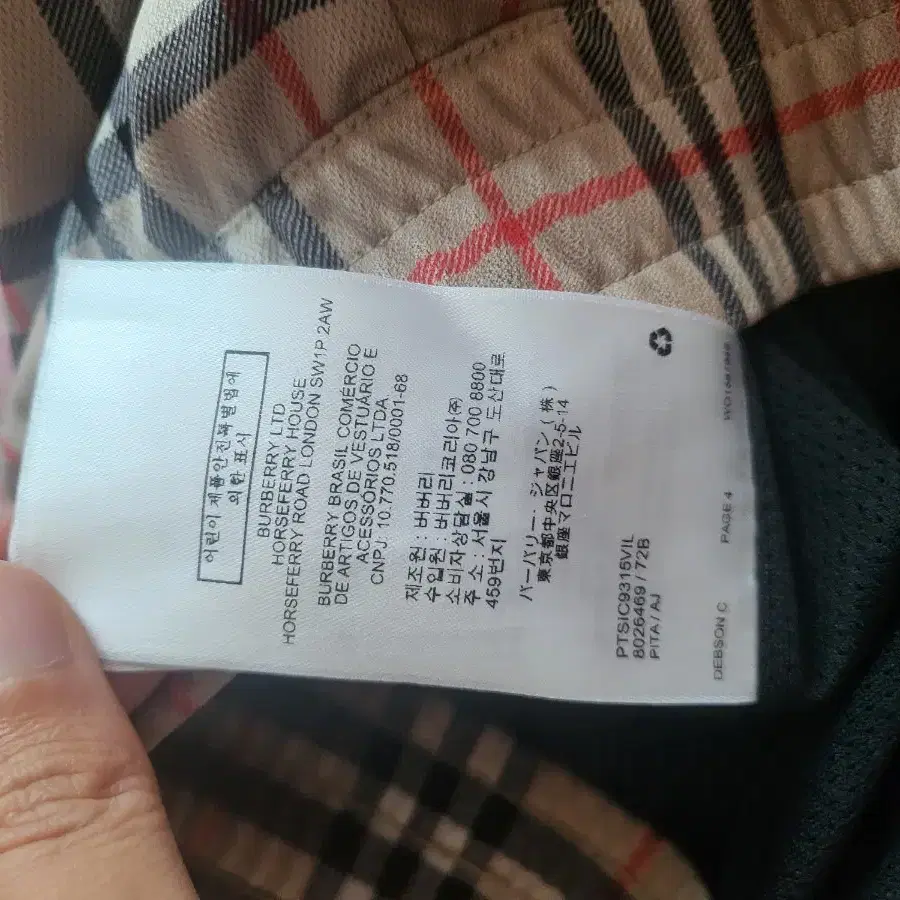 어린이 제품안전특별법에
의한 표시
BURBERRY LTD
HORSEFERRY HOUSE
HORSEFERRY ROAD LONDON SW1P 2AW
BURBERRY BRASIL COMÉRCIO
DE ARTIGOS DE VESTUÁRIO E
ACESSÓRIOS LTDA
CNPJ: 10.770.518/0001-68
제조원 : 버버리
수입원 : 버버리코리아㈜
소비자상담실 : 080 700 8800
주 소 : 서울시 강남구 도산대로
459번지
バーバリー・ジャパン(株)
東京都中央区銀座2-5-14
銀座マロニエビル
PTSIC9315VIL
8026469 / 72B
PITA / AJ
DEBSON C
PAGE 4